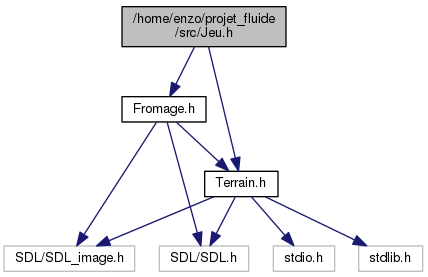 /home/enzo/projet_fluide
/src/Jeu.h
Fromage.h
Terrain.h
SDL/SDL_image.h
SDL/SDL.h
stdio.h
stdlib.h